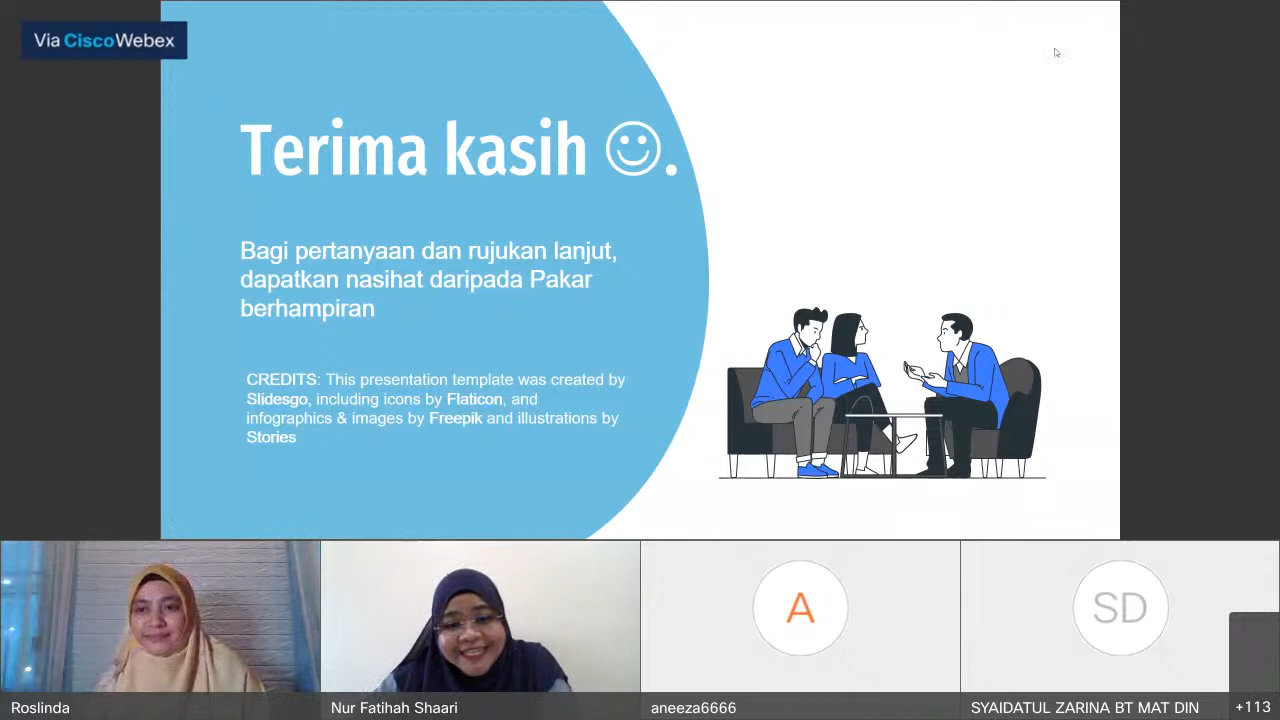 Via CiscoWebex
Terima kasih ☺.
Bagi pertanyaan dan rujukan lanjut,
dapatkan nasihat daripada Pakar
berhampiran
CREDITS: This presentation template was created by
Slidesgo, including icons by Flaticon, and
infographics & images by Freepik and illustrations by
Stories
A
SD
Roslinda
Nur Fatihah Shaari
aneeza6666
SYAIDATUL ZARINA BT MAT DIN
+113